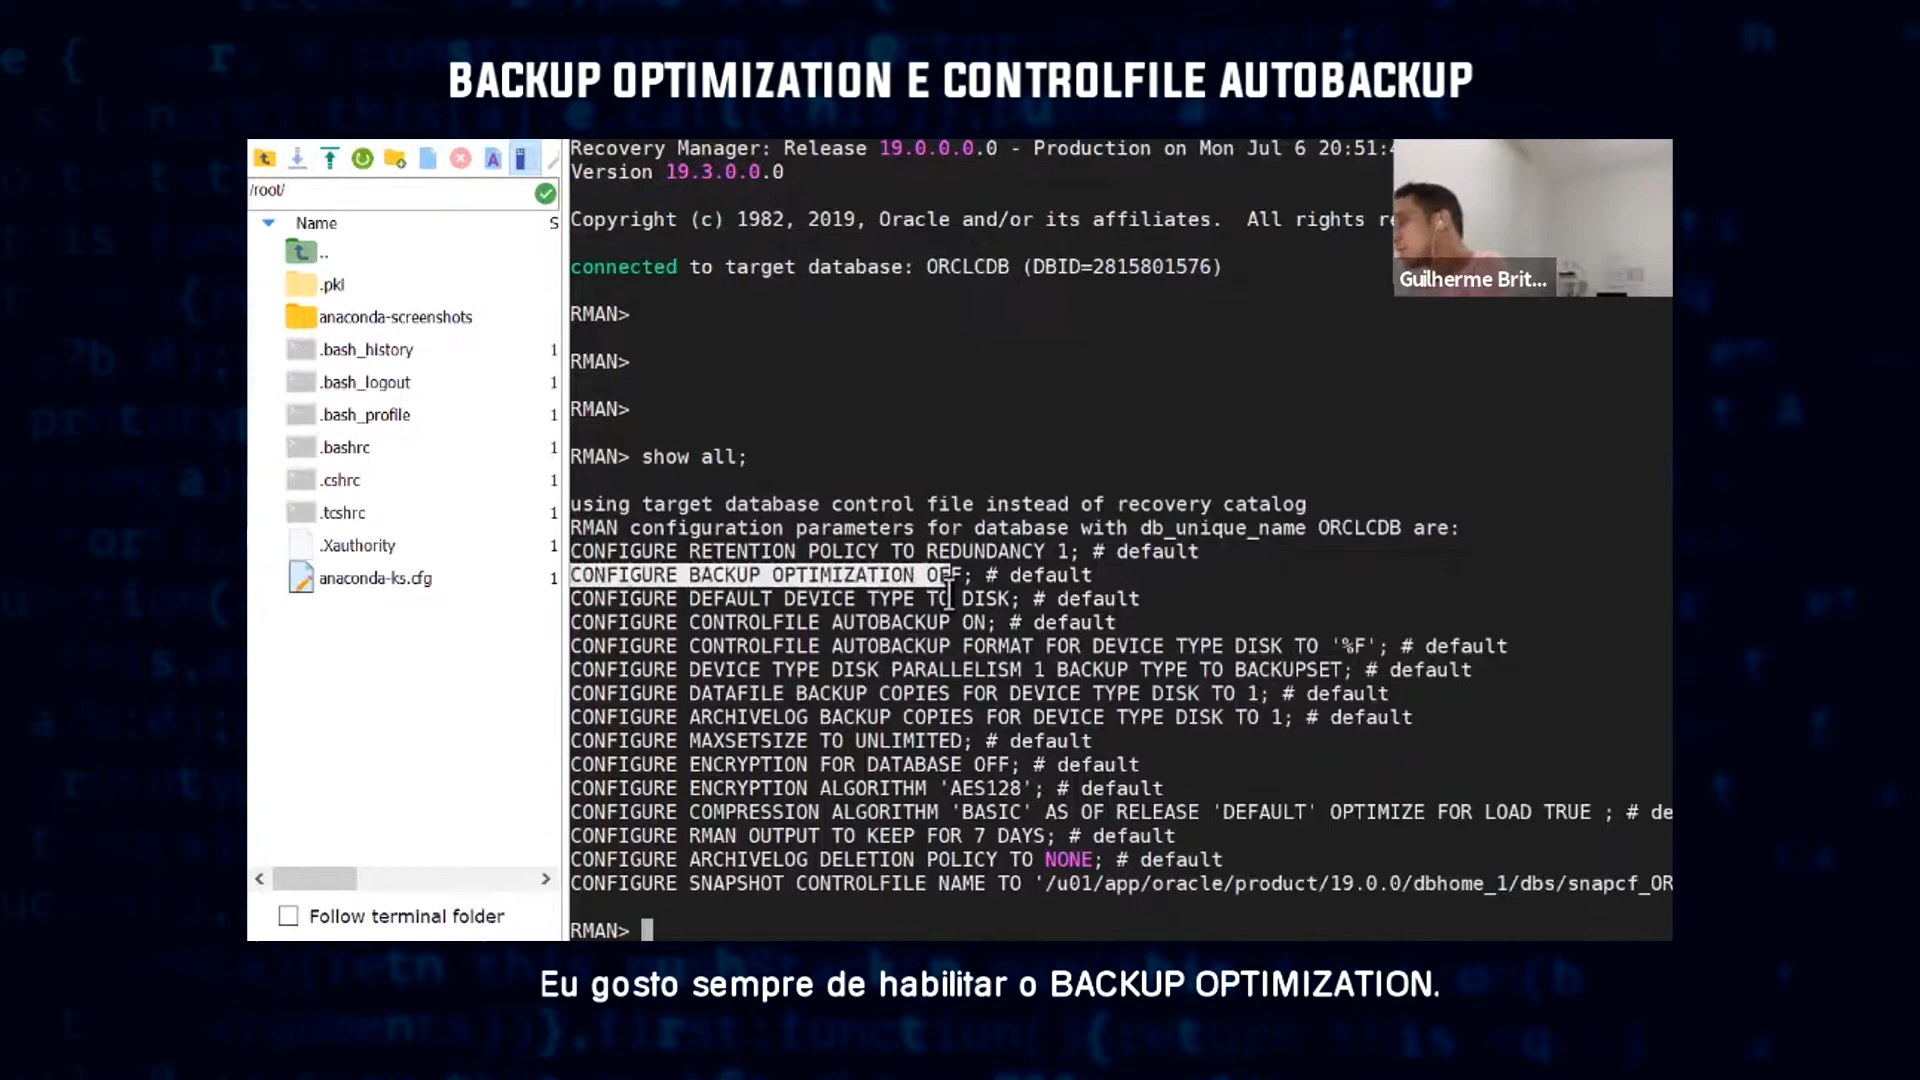 BACKUP OPTIMIZATION E CONTROLFILE AUTOBACKUP
/root/
Name S
..
.pki
anaconda-screenshots
.bash_history 1
.bash_logout 1
.bash_profile 1
.bashrc 1
.cshrc 1
.tcshrc 1
.Xauthority 1
anaconda-ks.cfg 1
Follow terminal folder
Recovery Manager: Release 19.0.0.0.0 - Production on Mon Jul 6 20:51:4
Version 19.3.0.0.0
Copyright (c) 1982, 2019, Oracle and/or its affiliates.  All rights re
connected to target database: ORCLCDB (DBID=2815801576)
RMAN>
RMAN>
RMAN>
RMAN> show all;
using target database control file instead of recovery catalog
RMAN configuration parameters for database with db_unique_name ORCLCDB are:
CONFIGURE RETENTION POLICY TO REDUNDANCY 1; # default
CONFIGURE BACKUP OPTIMIZATION OFF; # default
CONFIGURE DEFAULT DEVICE TYPE TO DISK; # default
CONFIGURE CONTROLFILE AUTOBACKUP ON; # default
CONFIGURE CONTROLFILE AUTOBACKUP FORMAT FOR DEVICE TYPE DISK TO '%F'; # default
CONFIGURE DEVICE TYPE DISK PARALLELISM 1 BACKUP TYPE TO BACKUPSET; # default
CONFIGURE DATAFILE BACKUP COPIES FOR DEVICE TYPE DISK TO 1; # default
CONFIGURE ARCHIVELOG BACKUP COPIES FOR DEVICE TYPE DISK TO 1; # default
CONFIGURE MAXSETSIZE TO UNLIMITED; # default
CONFIGURE ENCRYPTION FOR DATABASE OFF; # default
CONFIGURE ENCRYPTION ALGORITHM 'AES128'; # default
CONFIGURE COMPRESSION ALGORITHM 'BASIC' AS OF RELEASE 'DEFAULT' OPTIMIZE FOR LOAD TRUE ; # de
CONFIGURE RMAN OUTPUT TO KEEP FOR 7 DAYS; # default
CONFIGURE ARCHIVELOG DELETION POLICY TO NONE; # default
CONFIGURE SNAPSHOT CONTROLFILE NAME TO '/u01/app/oracle/product/19.0.0/dbhome_1/dbs/snapcf_OR
RMAN>
Guilherme Brit...
Eu gosto sempre de habilitar o BACKUP OPTIMIZATION.